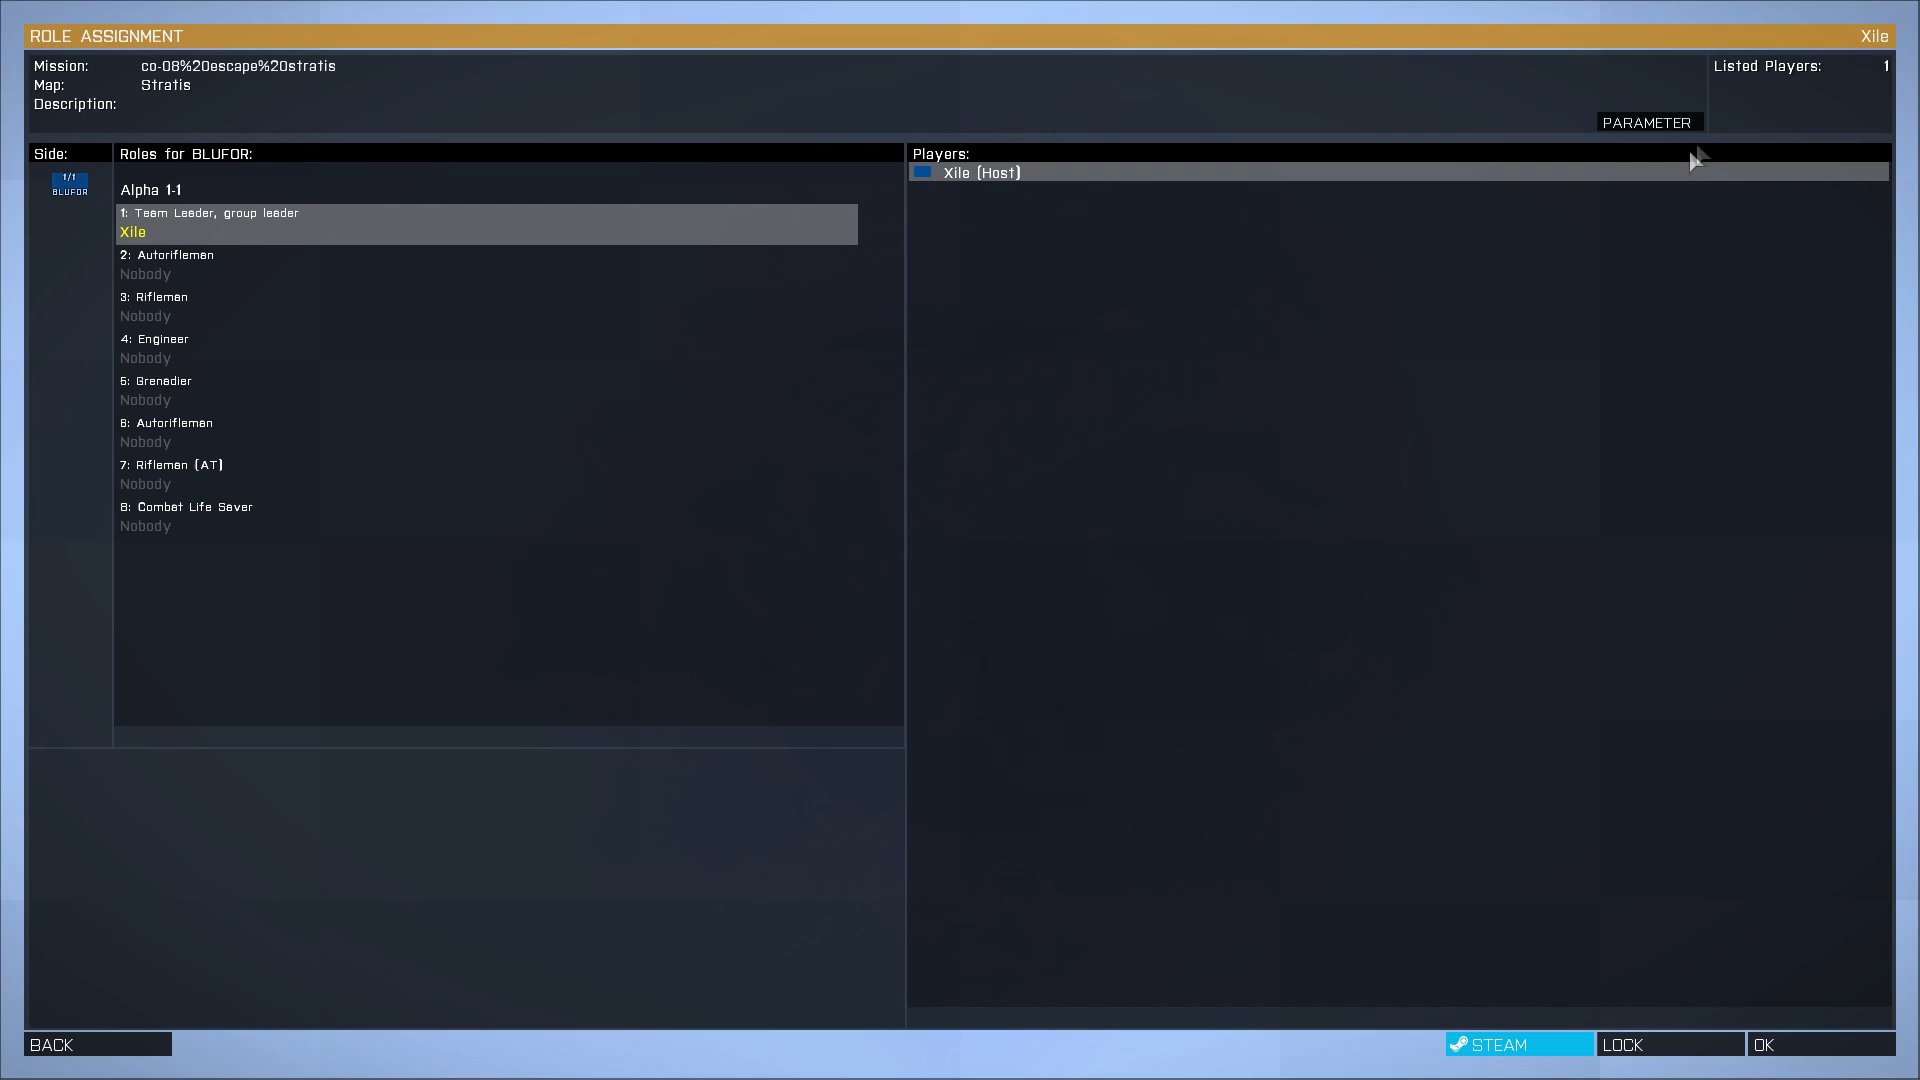 ROLE ASSIGNMENT
Xile
Mission: co-08%20escape%20stratis
Listed Players: 1
Map: Stratis
Description:
PARAMETER
Side:
1/1
BLUFOR
Roles for BLUFOR:
Alpha 1-1
1: Team Leader, group leader
Xile
2: Autorifleman
Nobody
3: Rifleman
Nobody
4: Engineer
Nobody
5: Grenadier
Nobody
6: Autorifleman
Nobody
7: Rifleman (AT)
Nobody
8: Combat Life Saver
Nobody
Players:
Xile (Host)
BACK
STEAM
LOCK
OK